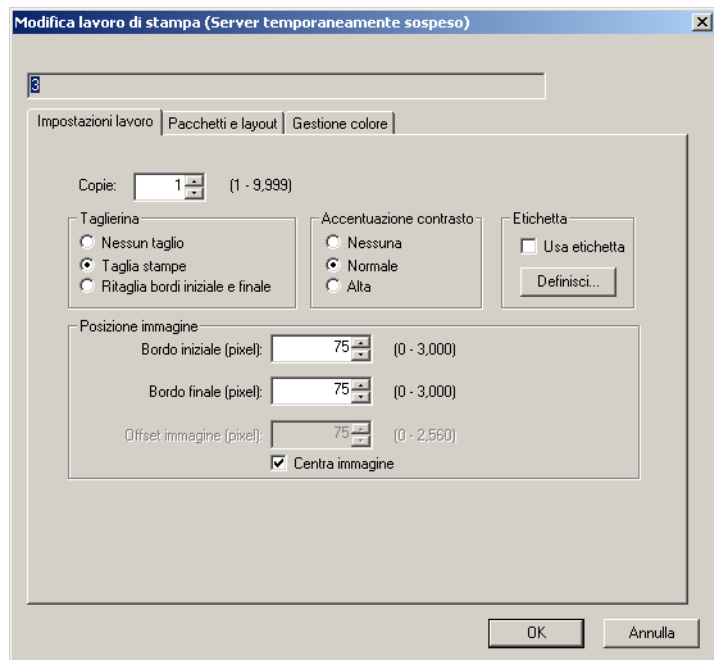 Modifica lavoro di stampa (Server temporaneamente sospeso)
3
Impostazioni lavoro Pacchetti e layout Gestione colore
Copie: 1 (1 - 9,999)
Taglierina
Nessun taglio
Taglia stampe
Ritaglia bordi iniziale e finale
Accentuazione contrasto
Nessuna
Normale
Alta
Etichetta
Usa etichetta
Definisci...
Posizione immagine
Bordo iniziale (pixel): 75 (0 - 3,000)
Bordo finale (pixel): 75 (0 - 3,000)
Offset immagine (pixel): 75 (0 - 2,560)
Centra immagine
OK Annulla